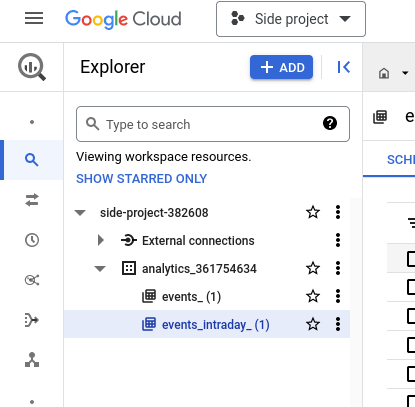 Google Cloud
Side project
Explorer
+ ADD
e
Type to search
Viewing workspace resources.
SHOW STARRED ONLY
SCHE
side-project-382608
External connections
analytics_361754634
events_ (1)
events_intraday_ (1)